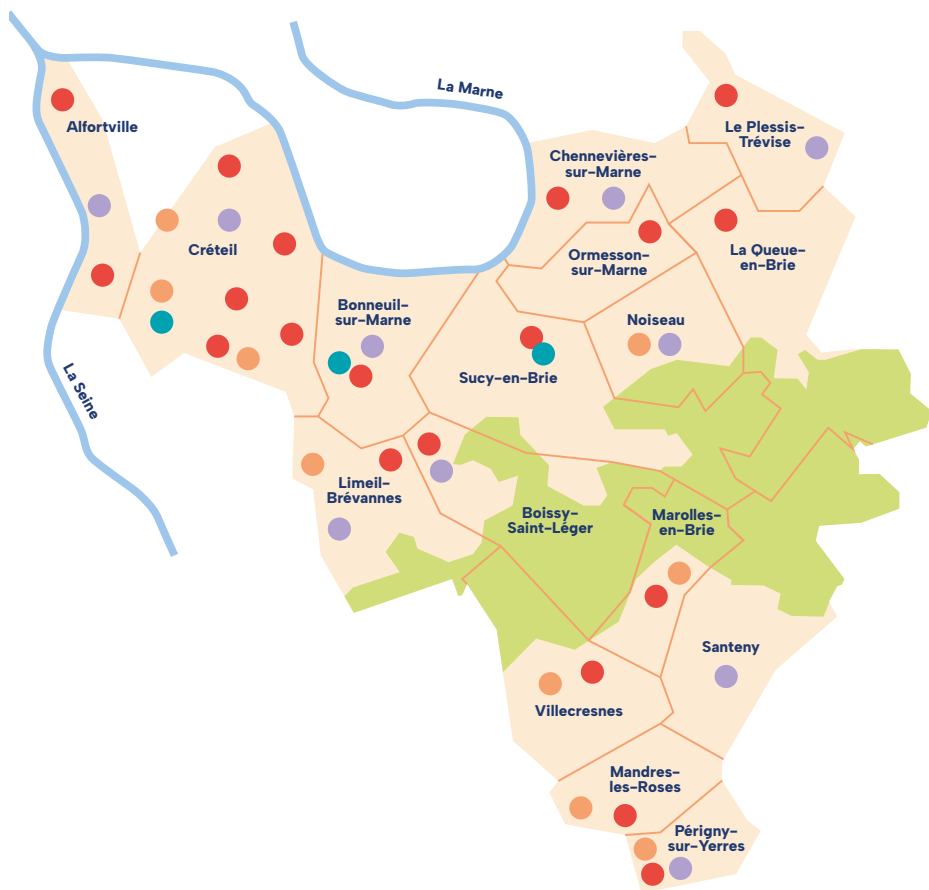 La Marne
Alfortville
Le Plessis-
Trévise
Chennevières-
sur-Marne
Créteil
Ormesson-
sur-Marne
La Queue-
en-Brie
Bonneuil-
sur-Marne
Noiseau
Sucy-en-Brie
La Seine
Limeil-
Brévannes
Boissy-
Saint-Léger
Marolles-
en-Brie
Santeny
Villecresnes
Mandres-
les-Roses
Périgny-
sur-Yerres